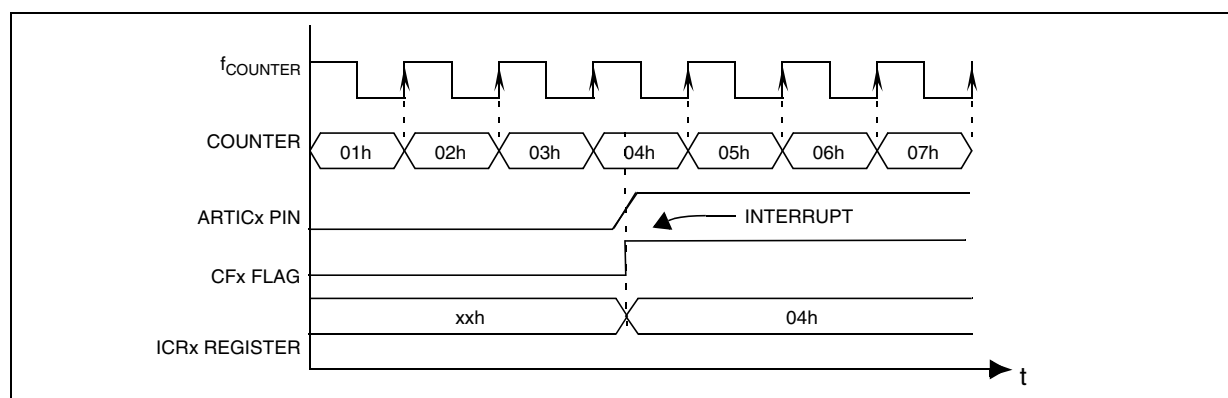 fCOUNTER
COUNTER
01h 02h 03h 04h 05h 06h 07h
ARTICx PIN
INTERRUPT
CFx FLAG
xxh 04h
ICRx REGISTER
t